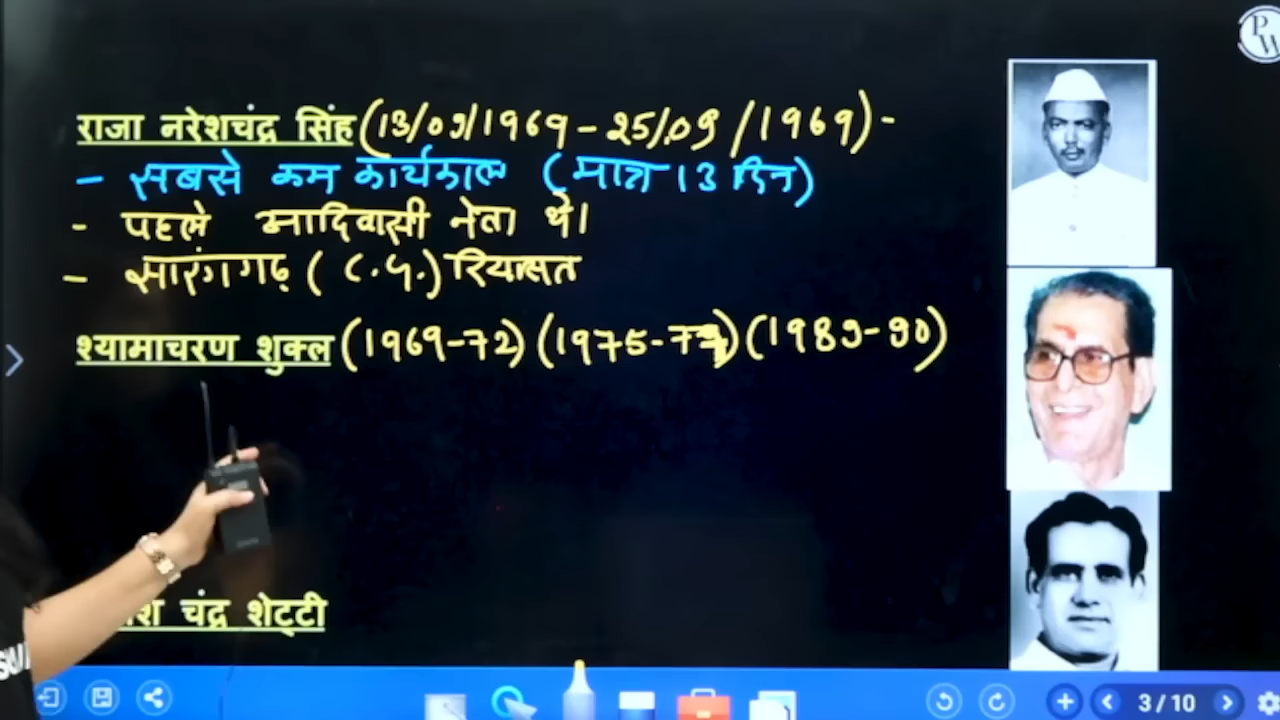 PW
राजा नरेशचंद्र सिंह (13/09/1969 - 25/09/1969) -
- सबसे कम कार्यकाल (मात्र 13 दिन)
- पहले आदिवासी नेता थे।
- सारंगगढ़ (C.G.) रियासत
श्यामाचरण शुक्ल (1969-72) (1975-77) (1989-90)
चंद्र शेट्टी
3 / 10